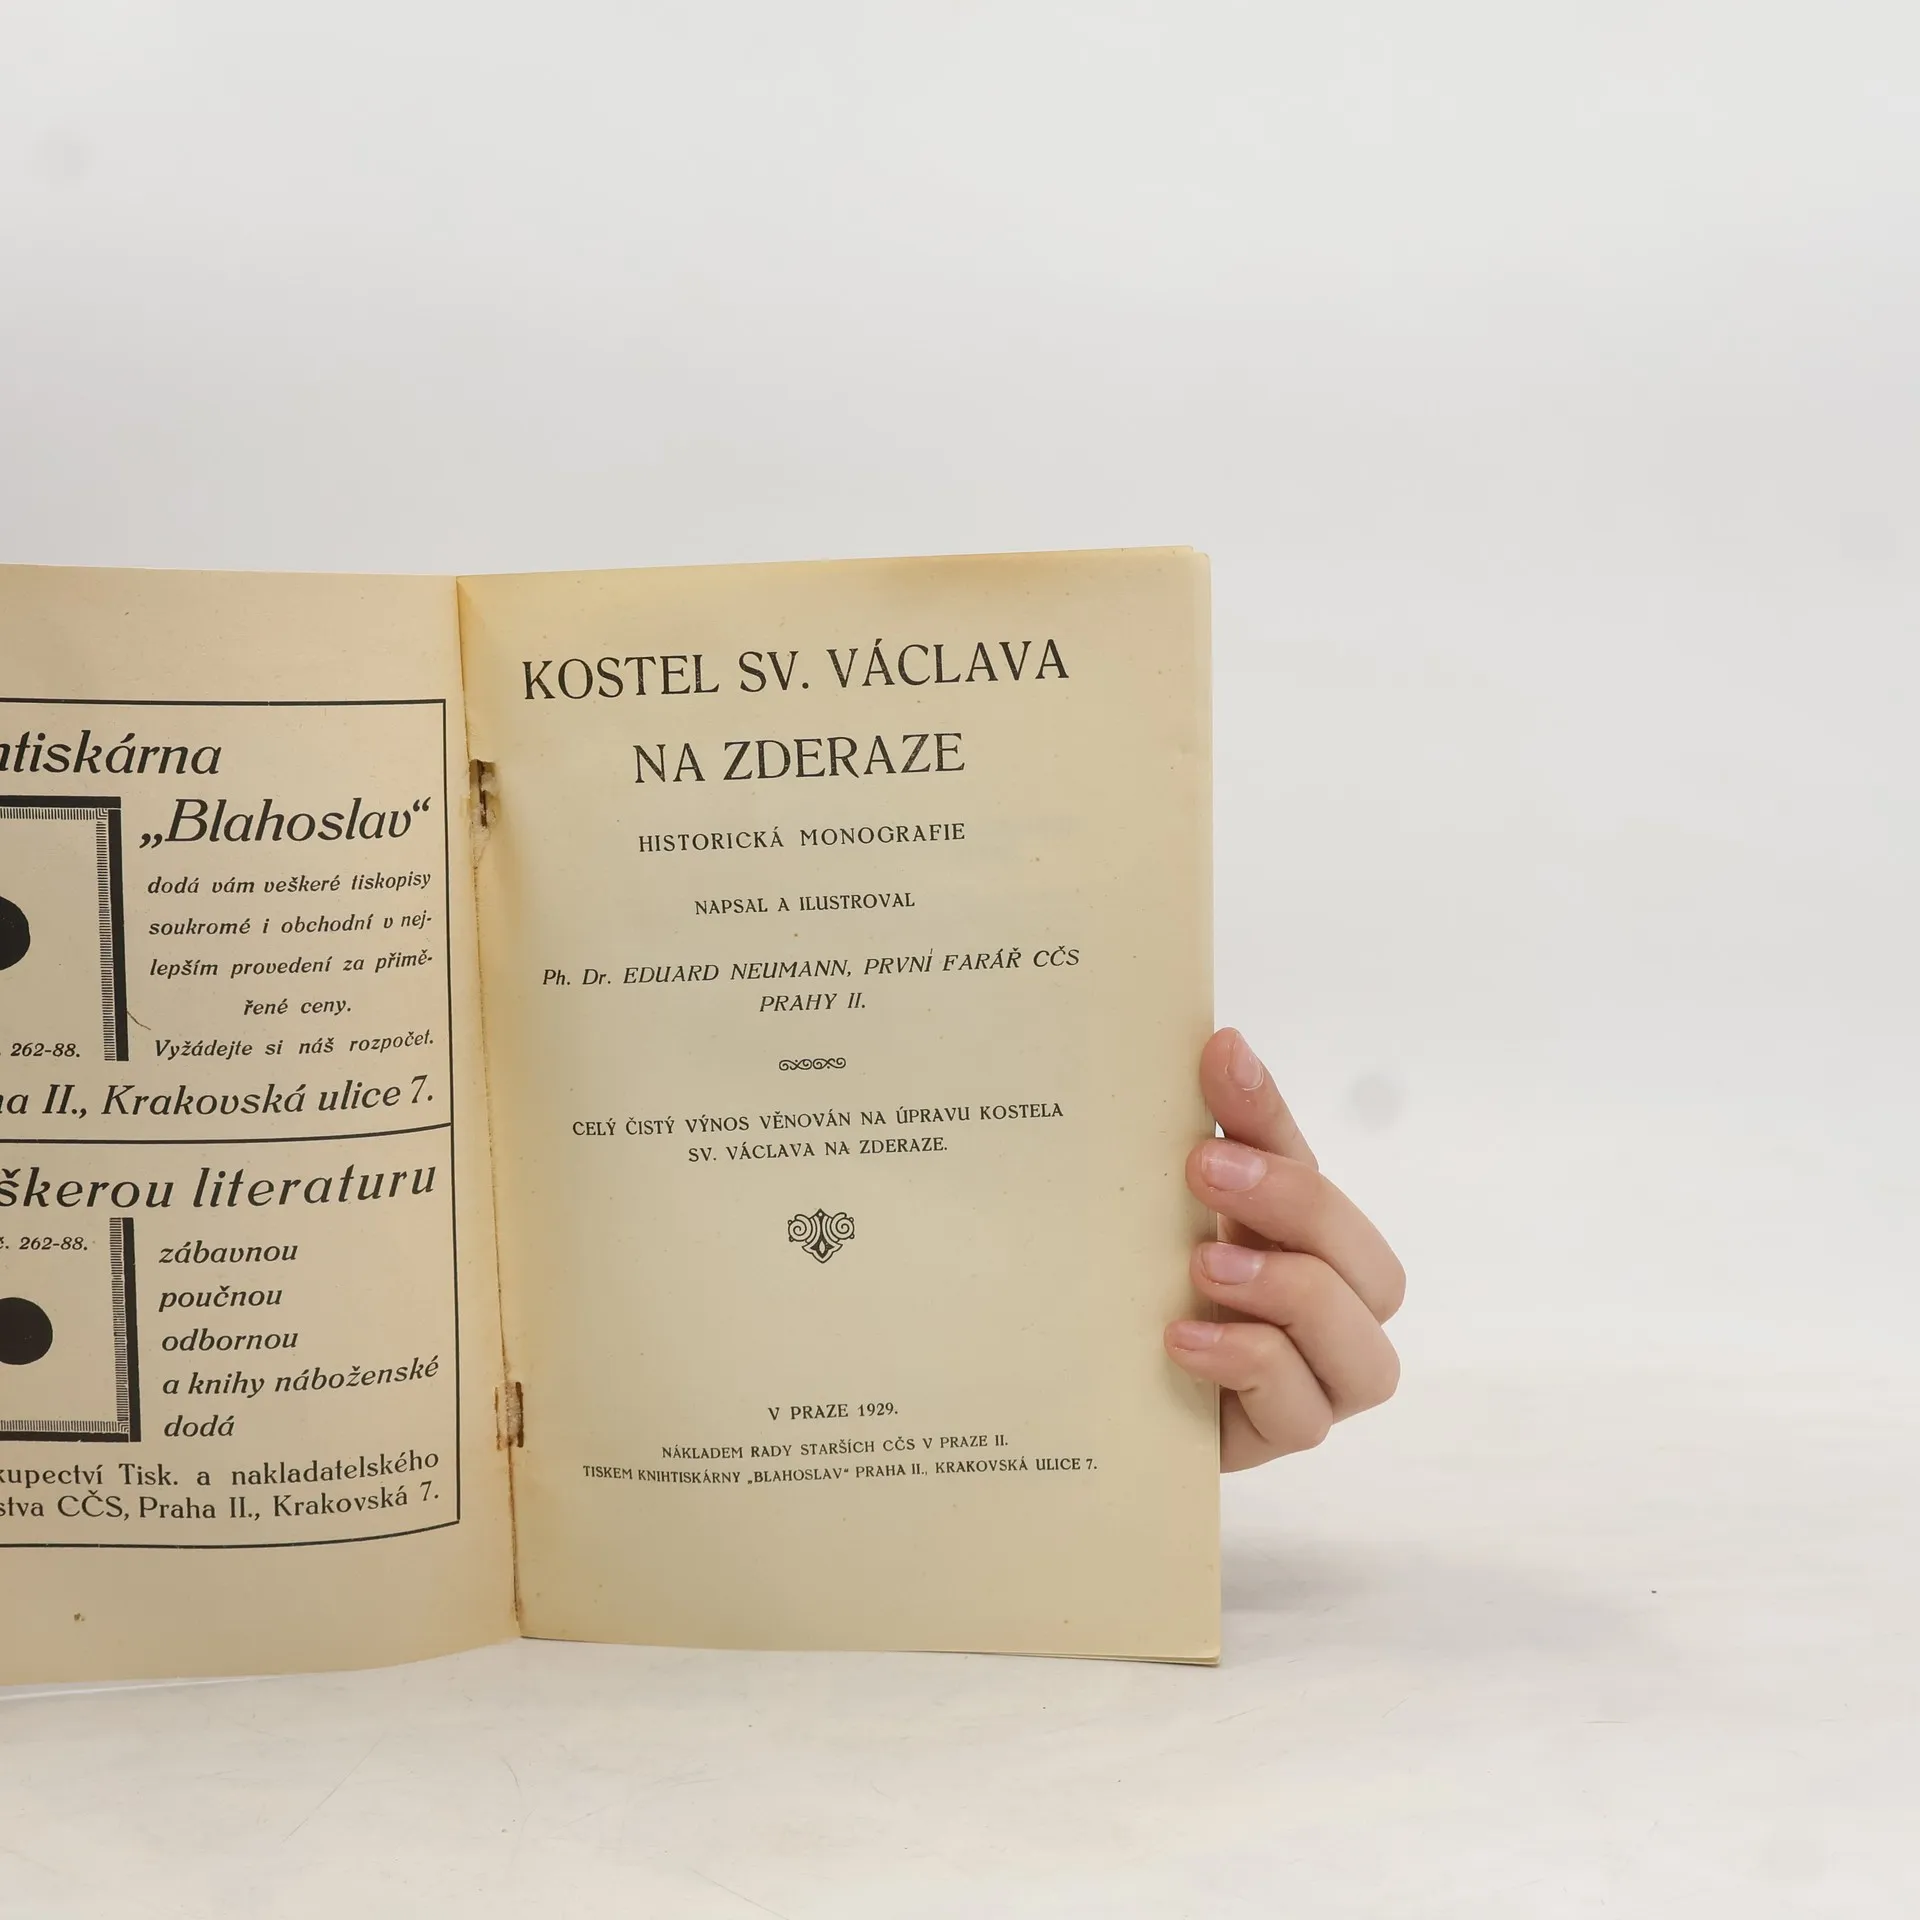 „Blahoslav“
dodá vám veškeré tiskopisy
soukromé i obchodní v nej-
lepším provedení za přimě-
řené ceny.
262-88.
Vyžádejte si náš rozpočet.
II., Krakovská ulice 7.
literaturu
262-88.
zábavnou
poučnou
odbornou
a knihy náboženské
dodá
Tisk. a nakladatelského
CČS, Praha II., Krakovská 7.
KOSTEL SV. VÁCLAVA
NA ZDERAZE
HISTORICKÁ MONOGRAFIE
NAPSAL A ILUSTROVAL
Ph. Dr. EDUARD NEUMANN, PRVNÍ FARÁŘ CČS
PRAHY II.
CELÝ ČISTÝ VÝNOS VĚNOVÁN NA ÚPRAVU KOSTELA
SV. VÁCLAVA NA ZDERAZE.
V PRAZE 1929.
NÁKLADEM RADY STARŠÍCH CČS V PRAZE II.
TISKEM KNIHTISKÁRNY „BLAHOSLAV“ PRAHA II., KRAKOVSKÁ ULICE 7.